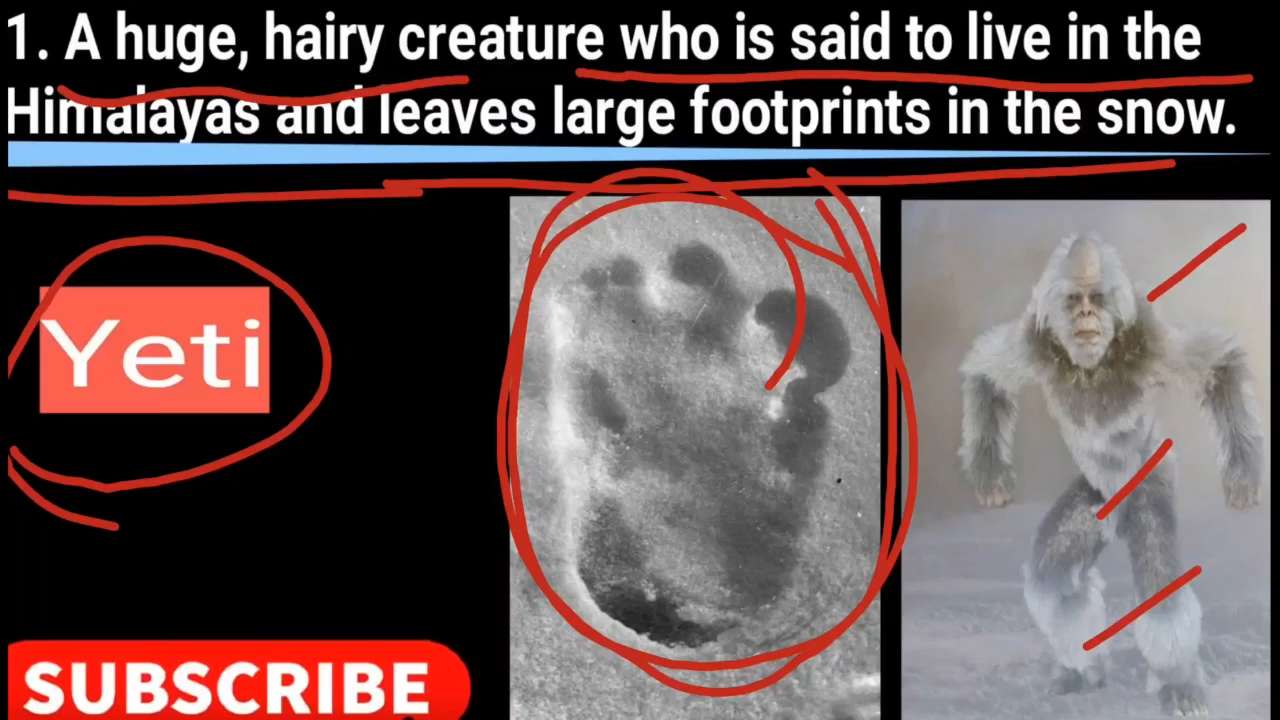 1. A huge, hairy creature who is said to live in the
Himalayas and leaves large footprints in the snow.
Yeti
SUBSCRIBE